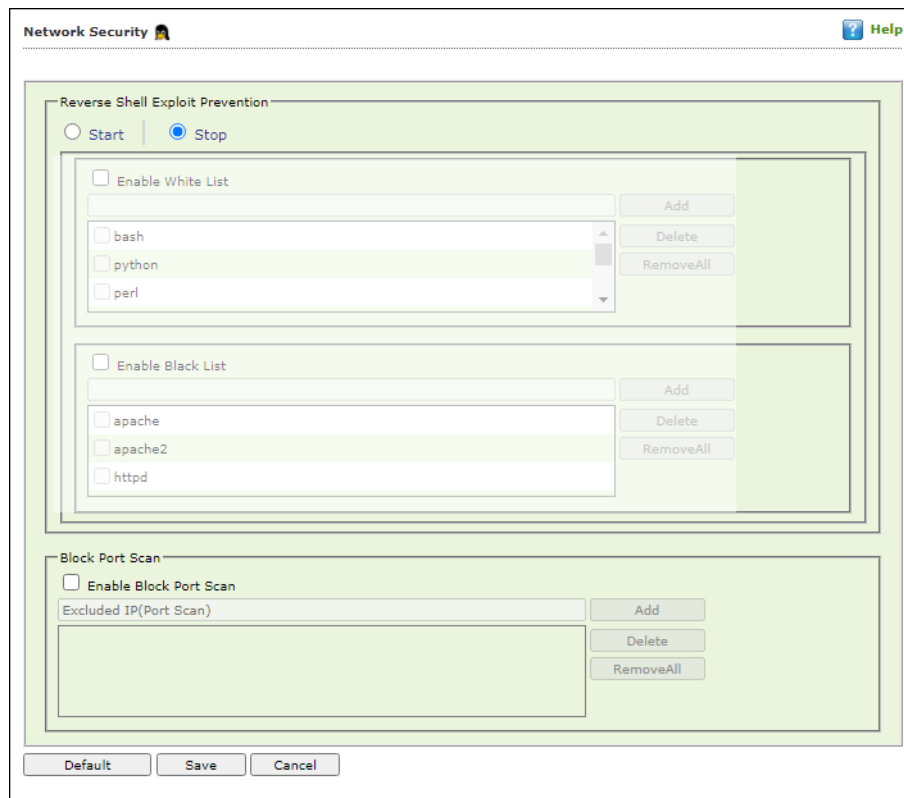 Network Security
Help
Reverse Shell Exploit Prevention
Start Stop
Enable White List
Add
bash
Delete
python
RemoveAll
perl
Enable Black List
Add
apache
Delete
apache2
RemoveAll
httpd
Block Port Scan
Enable Block Port Scan
Excluded IP(Port Scan) Add
Delete
RemoveAll
Default Save Cancel